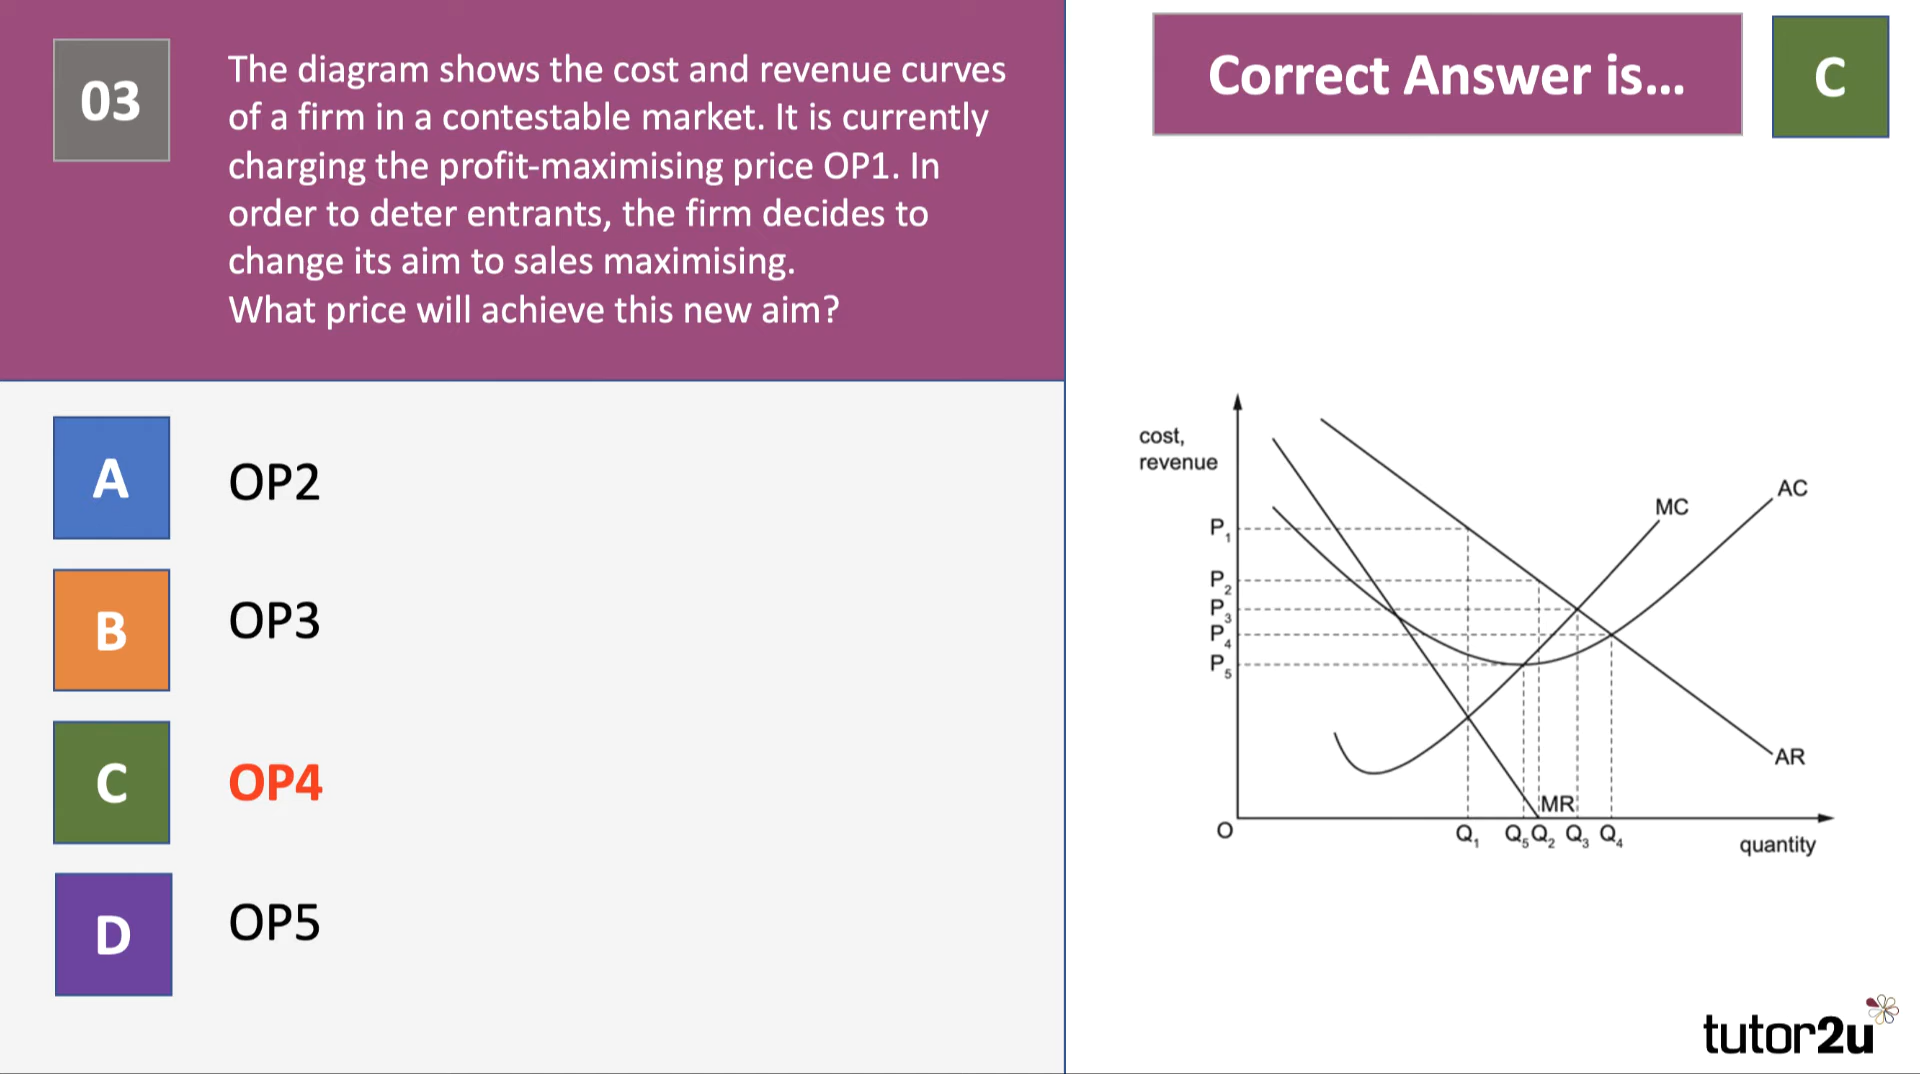 03
The diagram shows the cost and revenue curves
of a firm in a contestable market. It is currently
charging the profit-maximising price OP1. In
order to deter entrants, the firm decides to
change its aim to sales maximising.
What price will achieve this new aim?
A
OP2
B
OP3
C
OP4
D
OP5
Correct Answer is...
C
cost,
revenue
P₁
P₂
P₃
P₄
P₅
MC
AC
AR
MR
O
Q₁ Q₅ Q₂ Q₃ Q₄
quantity
tutor2u